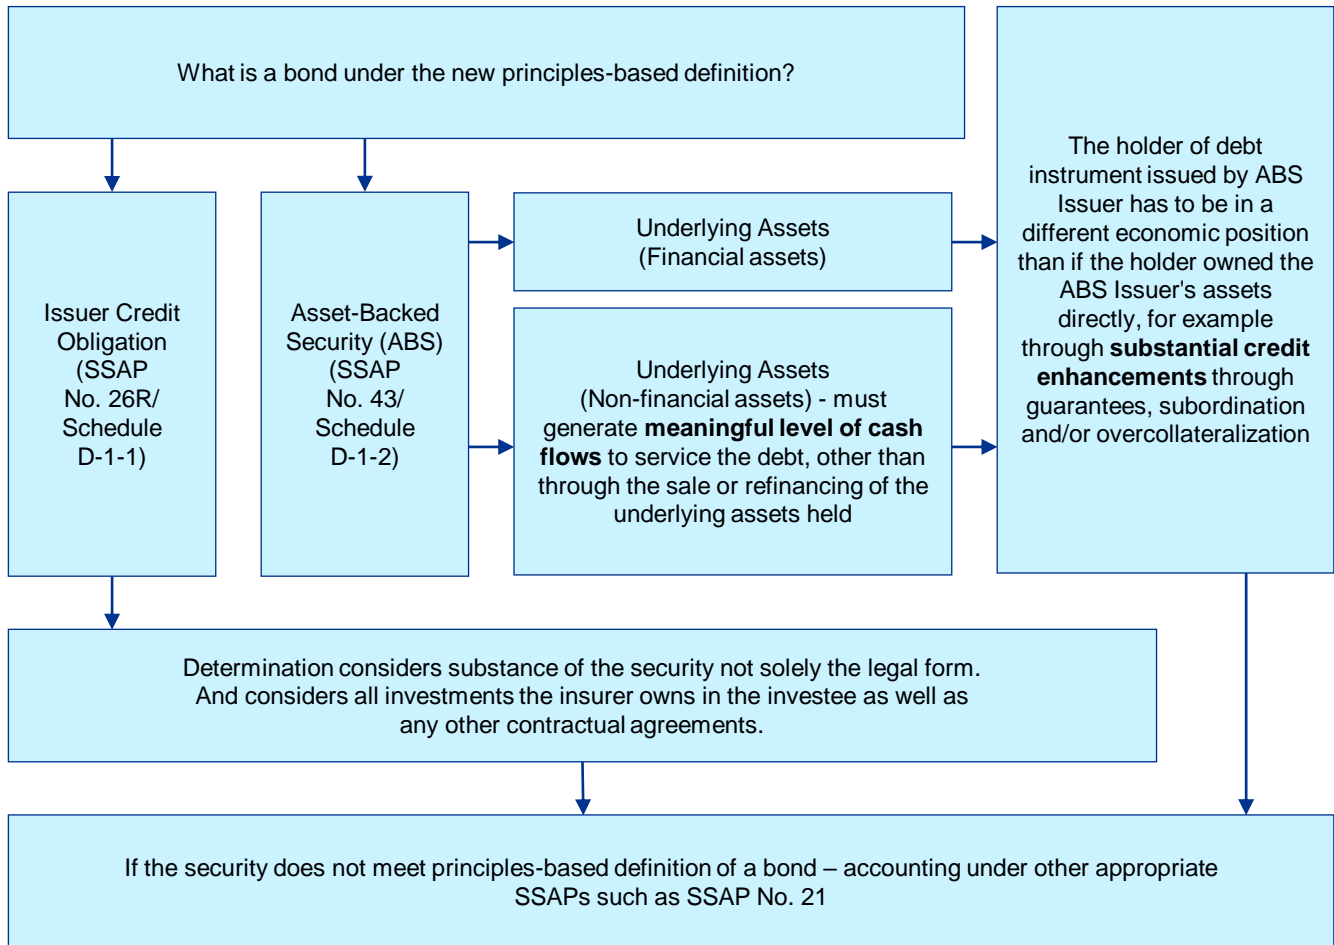 What is a bond under the new principles-based definition?
Issuer Credit
Obligation
(SSAP
No. 26R/
Schedule
D-1-1)
Asset-Backed
Security (ABS)
(SSAP
No. 43/
Schedule
D-1-2)
Underlying Assets
(Financial assets)
Underlying Assets
(Non-financial assets) - must
generate meaningful level of cash
flows to service the debt, other than
through the sale or refinancing of the
underlying assets held
The holder of debt
instrument issued by ABS
Issuer has to be in a
different economic position
than if the holder owned the
ABS Issuer's assets
directly, for example
through substantial credit
enhancements through
guarantees, subordination
and/or overcollateralization
Determination considers substance of the security not solely the legal form.
And considers all investments the insurer owns in the investee as well as
any other contractual agreements.
If the security does not meet principles-based definition of a bond – accounting under other appropriate
SSAPs such as SSAP No. 21